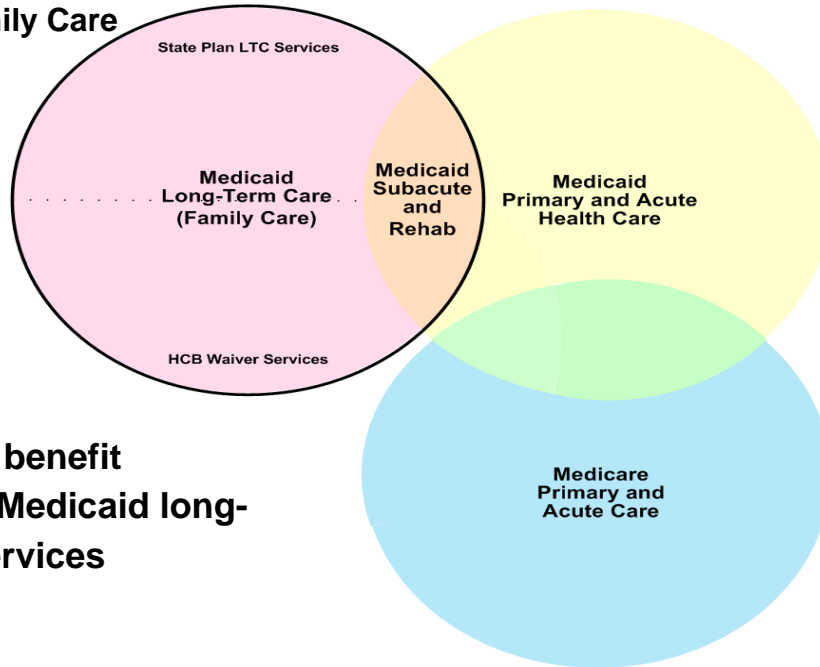 ily Care
State Plan LTC Services
Medicaid
Long-Term Care
(Family Care)
Medicaid
Subacute
and
Rehab
Medicaid
Primary and Acute
Health Care
HCB Waiver Services
benefit
Medicaid long-
ervices
Medicare
Primary and
Acute Care